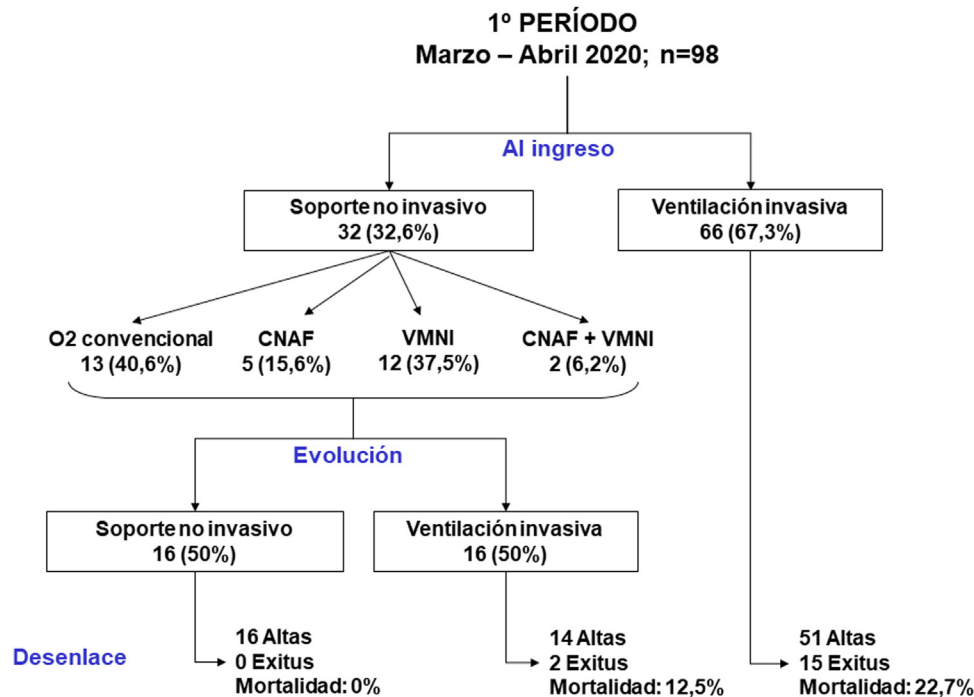 1º PERÍODO
Marzo – Abril 2020; n=98
Al ingreso
Soporte no invasivo
32 (32,6%)
Ventilación invasiva
66 (67,3%)
O2 convencional
13 (40,6%)
CNAF
5 (15,6%)
VMNI
12 (37,5%)
CNAF + VMNI
2 (6,2%)
Evolución
Soporte no invasivo
16 (50%)
Ventilación invasiva
16 (50%)
Desenlace
16 Altas
0 Exitus
Mortalidad: 0%
14 Altas
2 Exitus
Mortalidad: 12,5%
51 Altas
15 Exitus
Mortalidad: 22,7%